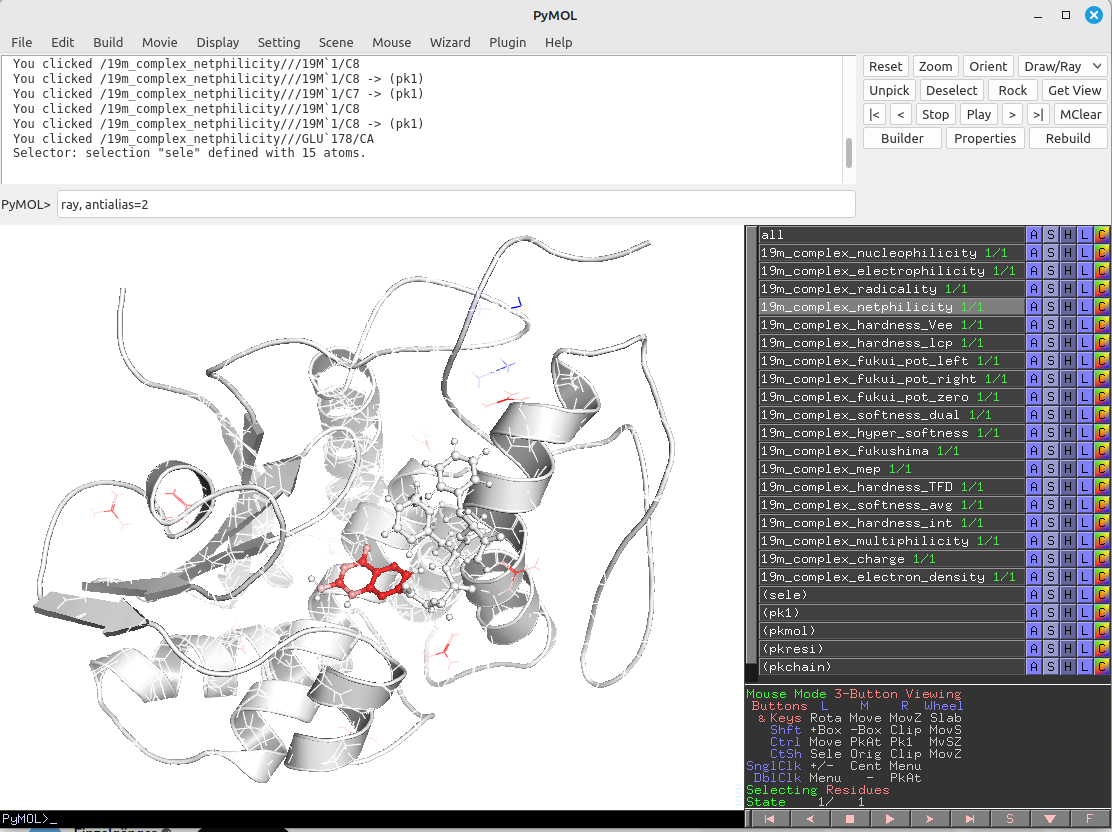 PyMOL
File Edit Build Movie Display Setting Scene Mouse Wizard Plugin Help
You clicked /19m_complex_netphilicity///19M`1/C8
You clicked /19m_complex_netphilicity///19M`1/C8 -> (pk1)
You clicked /19m_complex_netphilicity///19M`1/C7 -> (pk1)
You clicked /19m_complex_netphilicity///19M`1/C8
You clicked /19m_complex_netphilicity///19M`1/C8 -> (pk1)
You clicked /19m_complex_netphilicity///GLU`178/CA
Selector: selection "sele" defined with 15 atoms.
PyMOL> ray, antialias=2
Reset Zoom Orient Draw/Ray
Unpick Deselect Rock Get View
|< < Stop Play > >| MClear
Builder Properties Rebuild
all A S H L C
19m_complex_nucleophilicity 1/1 A S H L C
19m_complex_electrophilicity 1/1 A S H L C
19m_complex_radicality 1/1 A S H L C
19m_complex_netphilicity 1/1 A S H L C
19m_complex_hardness_Vee 1/1 A S H L C
19m_complex_hardness_lcp 1/1 A S H L C
19m_complex_fukui_pot_left 1/1 A S H L C
19m_complex_fukui_pot_right 1/1 A S H L C
19m_complex_fukui_pot_zero 1/1 A S H L C
19m_complex_softness_dual 1/1 A S H L C
19m_complex_hyper_softness 1/1 A S H L C
19m_complex_fukushima 1/1 A S H L C
19m_complex_mep 1/1 A S H L C
19m_complex_hardness_TFD 1/1 A S H L C
19m_complex_softness_avg 1/1 A S H L C
19m_complex_hardness_int 1/1 A S H L C
19m_complex_multiphilicity 1/1 A S H L C
19m_complex_charge 1/1 A S H L C
19m_complex_electron_density 1/1 A S H L C
(sele) A S H L C
(pk1) A S H L C
(pkmol) A S H L C
(pkresi) A S H L C
(pkchain) A S H L C
Mouse Mode 3-Button Viewing
Buttons L M R Wheel
& Keys Rota Move MovZ Slab
Shft +Box -Box Clip MovS
Ctrl Move PkAt Pk1 MvSZ
CtSh Sele Orig Clip MovZ
SnglClk +/- Cent Menu
DblClk Menu - PkAt
Selecting Residues
State 1/ 1
PyMOL>_
S F